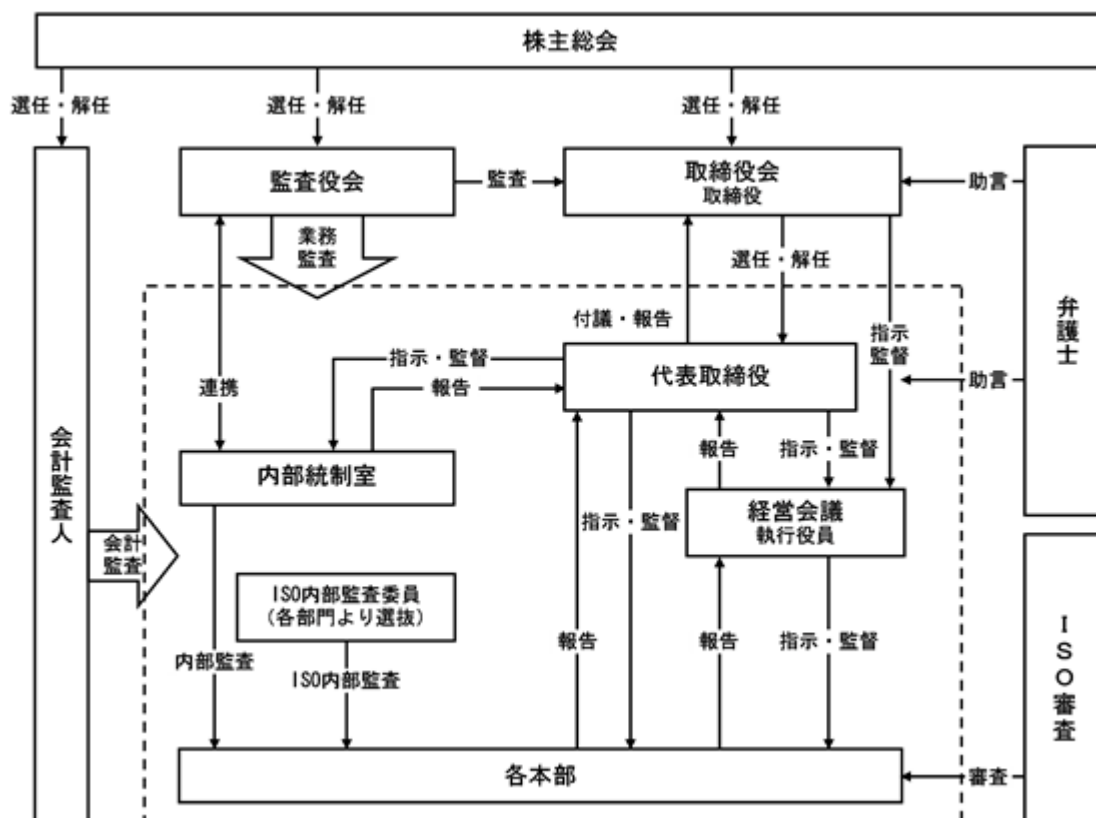 株主総会
選任・解任
選任・解任
選任・解任
監査役会
監査
取締役会
取締役
助言
業務
監査
選任・解任
付議・報告
指示
監督
弁護士
指示・監督
代表取締役
助言
報告
連携
会計監査人
報告
指示・監督
内部統制室
経営会議
執行役員
指示・監督
会計
監査
ISO内部監査委員
(各部門より選抜)
報告
報告
指示・監督
ISO審査
内部監査
ISO内部監査
各本部
審査